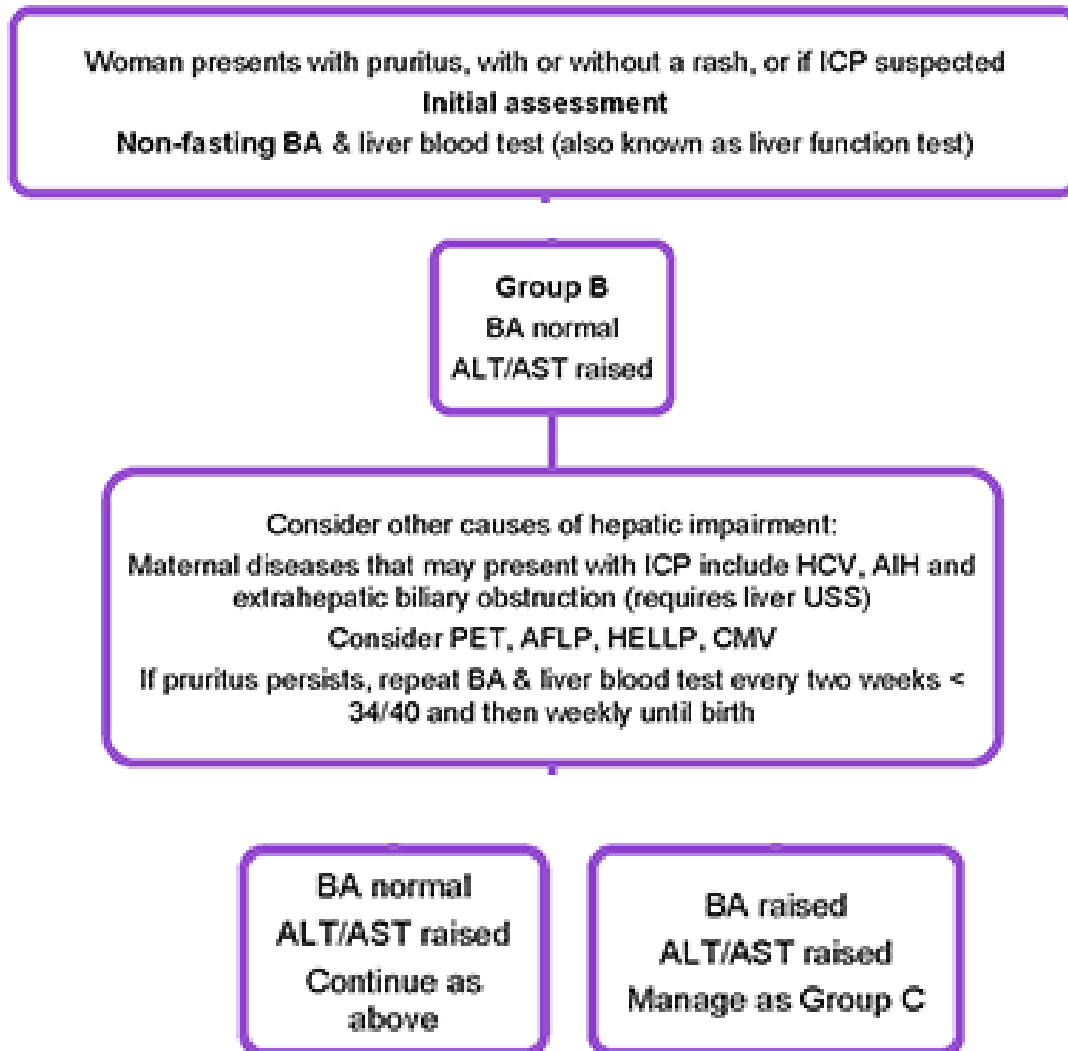 Woman presents with pruritus, with or without a rash, or if ICP suspected
Initial assessment
Non-fasting BA & liver blood test (also known as liver function test)
Group B
BA normal
ALT/AST raised
Consider other causes of hepatic impairment:
Maternal diseases that may present with ICP include HCV, AIH and
extrahepatic biliary obstruction (requires liver USS)
Consider PET, AFLP, HELLP, CMV
If pruritus persists, repeat BA & liver blood test every two weeks <
34/40 and then weekly until birth
BA normal
ALT/AST raised
Continue as
above
BA raised
ALT/AST raised
Manage as Group C